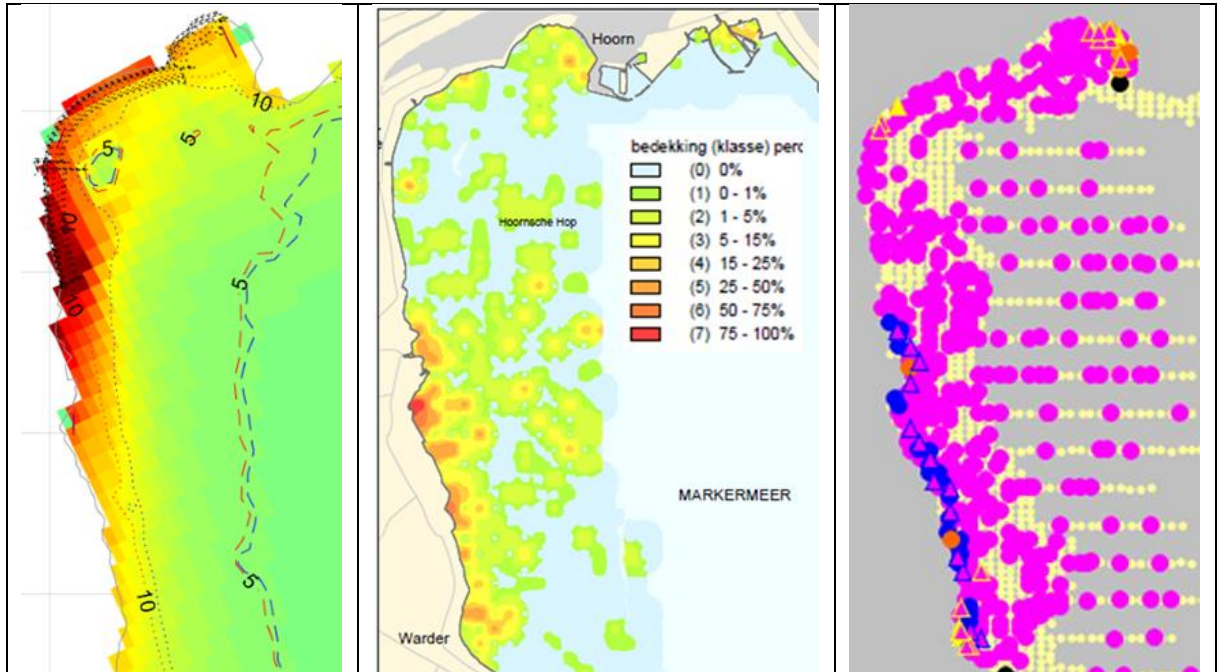 10
5
5
10
5
10
5
Hoorn
bedekking (klasse) perc
(0) 0%
(1) 0 - 1%
(2) 1 - 5%
(3) 5 - 15%
(4) 15 - 25%
(5) 25 - 50%
(6) 50 - 75%
(7) 75 - 100%
Hoornsche Hop
MARKERMEER
Warder